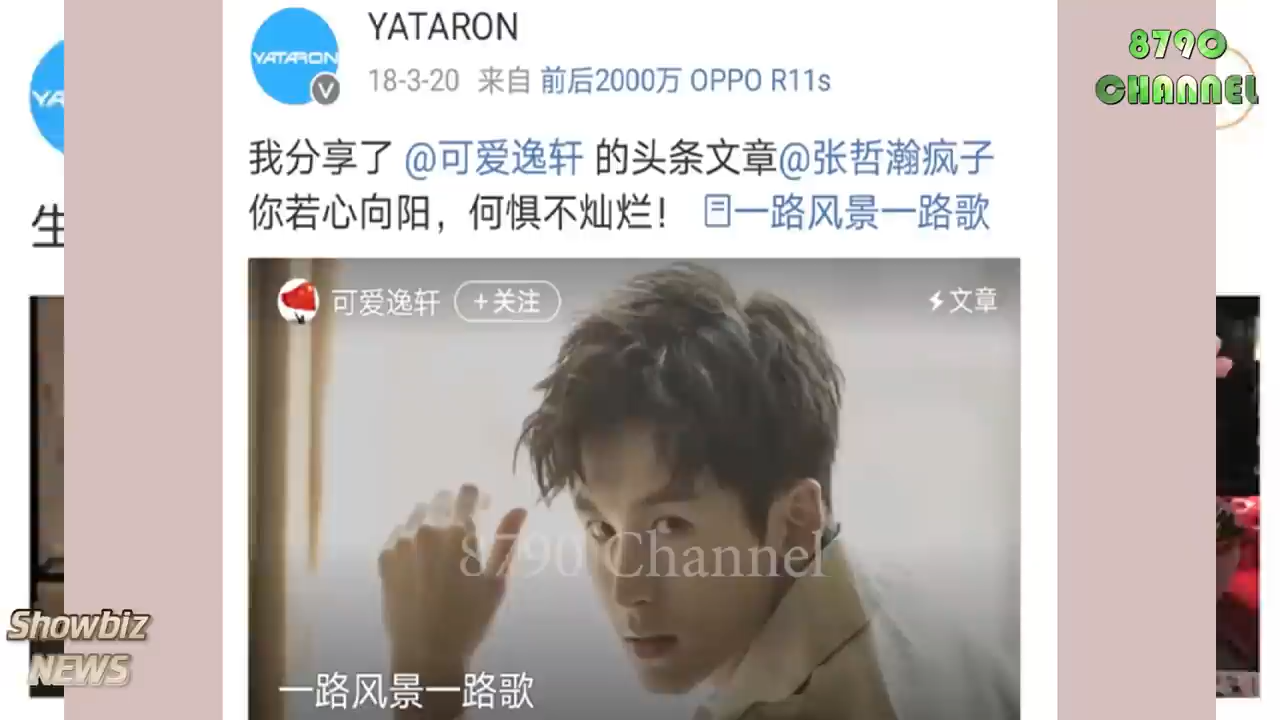 YATARON
YATARON
18-3-20 来自 前后2000万 OPPO R11s
V
我分享了 @可爱逸轩 的头条文章@张哲瀚疯子
你若心向阳，何惧不灿烂！ 一路风景一路歌
可爱逸轩 +关注
文章
8790 Channel
一路风景一路歌
8790
CHANNEL
YA
生
Showbiz
NEWS